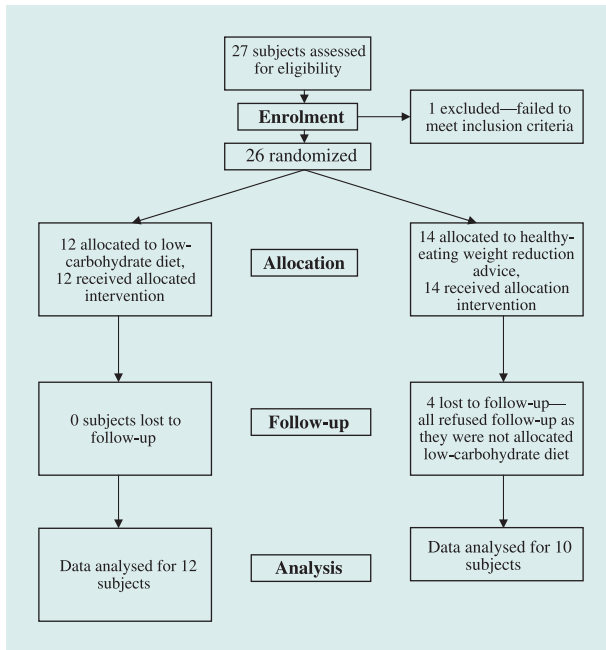 27 subjects assessed
for eligibility
Enrolment
1 excluded—failed to
meet inclusion criteria
26 randomized
12 allocated to low-
carbohydrate diet,
12 received allocated
intervention
Allocation
14 allocated to healthy-
eating weight reduction
advice,
14 received allocation
intervention
0 subjects lost to
follow-up
Follow-up
4 lost to follow-up—
all refused follow-up as
they were not allocated
low-carbohydrate diet
Data analysed for 12
subjects
Analysis
Data analysed for 10
subjects